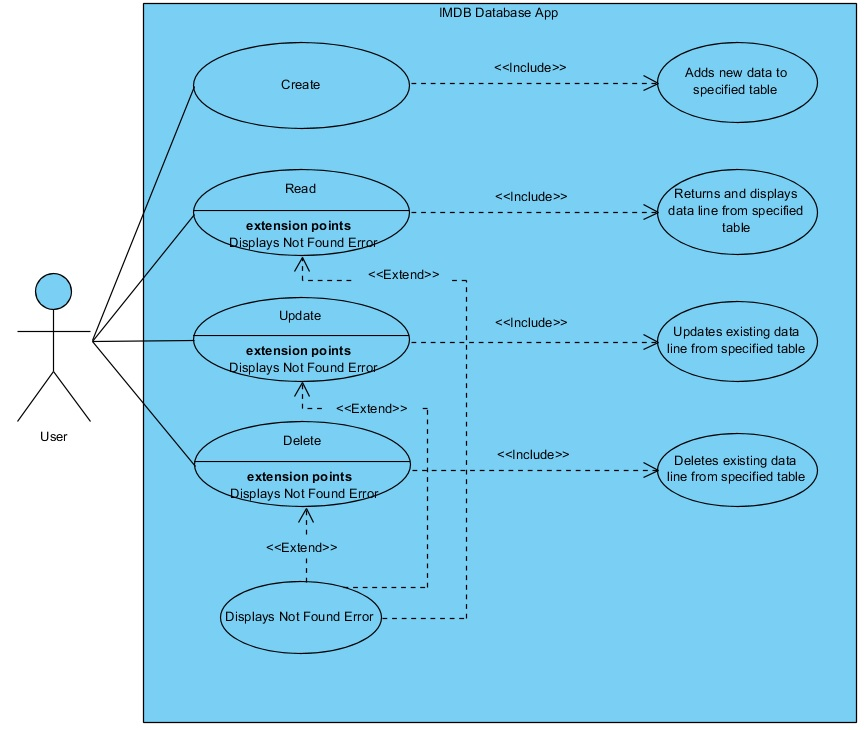 IMDB Database App
Create
<<Include>>
Adds new data to
specified table
Read
extension points
Displays Not Found Error
<<Include>>
Returns and displays
data line from specified
table
<<Extend>>
Update
extension points
Displays Not Found Error
<<Include>>
Updates existing data
line from specified table
<<Extend>>
User
Delete
extension points
Displays Not Found Error
<<Include>>
Deletes existing data
line from specified table
<<Extend>>
Displays Not Found Error